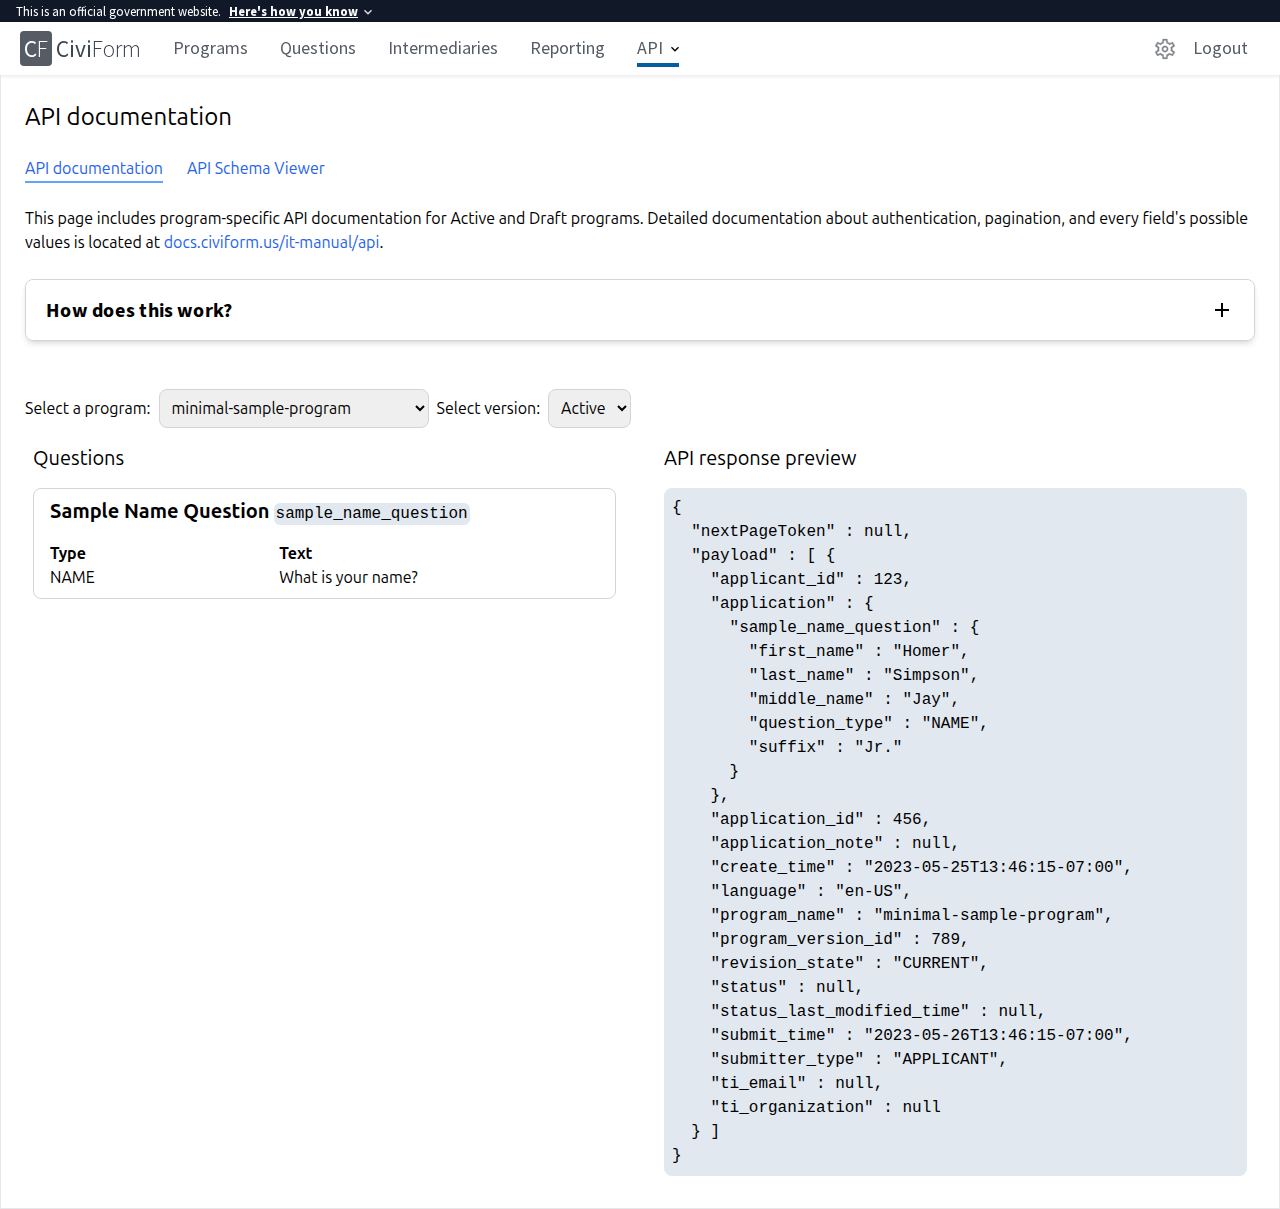 This is an official government website. Here's how you know
CF CiviForm Programs Questions Intermediaries Reporting API Logout
API documentation
API documentation API Schema Viewer
This page includes program-specific API documentation for Active and Draft programs. Detailed documentation about authentication, pagination, and every field's possible
values is located at docs.civiform.us/it-manual/api.
How does this work?
Select a program: minimal-sample-program Select version: Active
Questions
Sample Name Question sample_name_question
Type Text
NAME What is your name?
API response preview
{
  "nextPageToken" : null,
  "payload" : [ {
    "applicant_id" : 123,
    "application" : {
      "sample_name_question" : {
        "first_name" : "Homer",
        "last_name" : "Simpson",
        "middle_name" : "Jay",
        "question_type" : "NAME",
        "suffix" : "Jr."
      }
    },
    "application_id" : 456,
    "application_note" : null,
    "create_time" : "2023-05-25T13:46:15-07:00",
    "language" : "en-US",
    "program_name" : "minimal-sample-program",
    "program_version_id" : 789,
    "revision_state" : "CURRENT",
    "status" : null,
    "status_last_modified_time" : null,
    "submit_time" : "2023-05-26T13:46:15-07:00",
    "submitter_type" : "APPLICANT",
    "ti_email" : null,
    "ti_organization" : null
  } ]
}